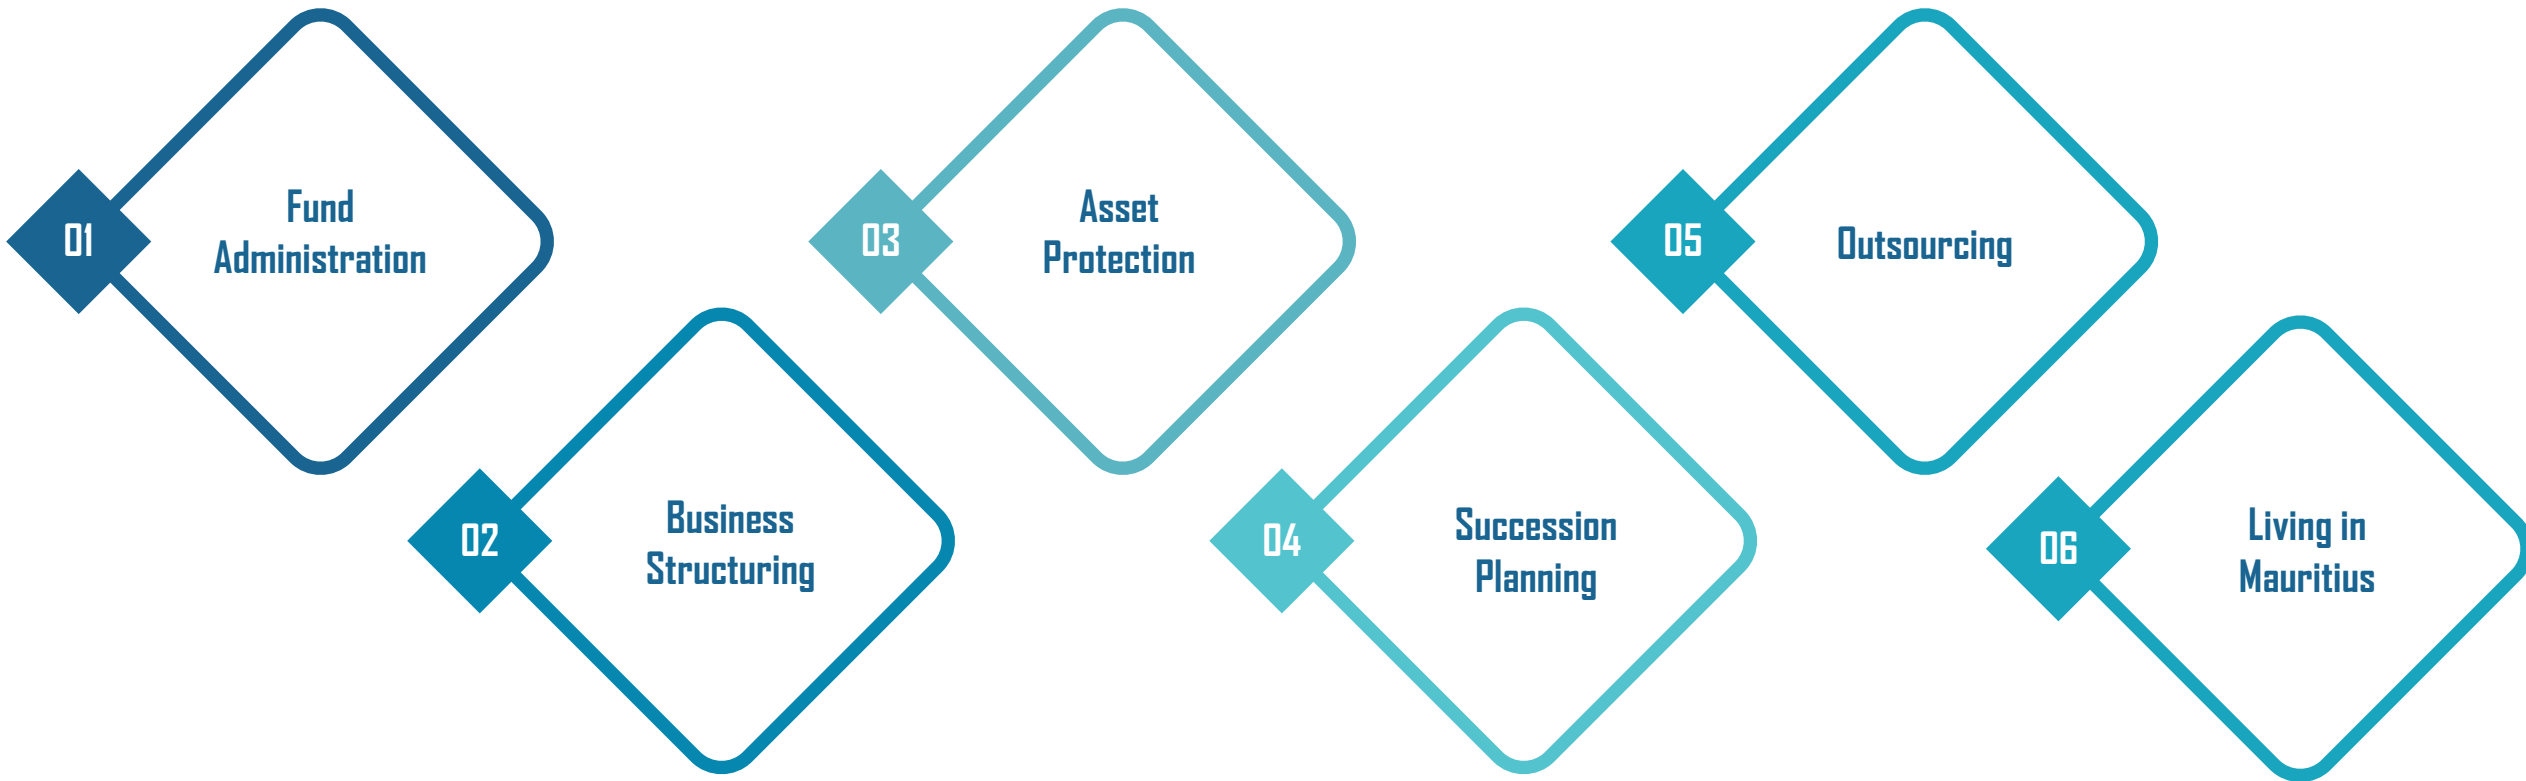 01
Fund
Administration
02
Business
Structuring
03
Asset
Protection
04
Succession
Planning
05
Outsourcing
06
Living in
Mauritius